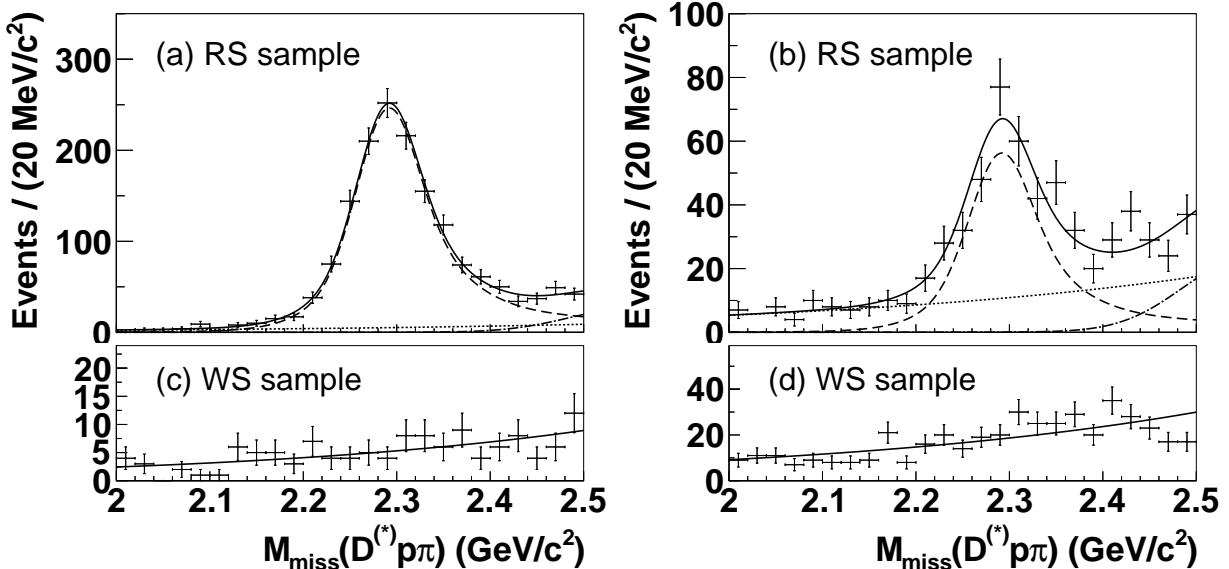 (a) RS sample
Events / (20 MeV/c²)
300
200
100
0
(b) RS sample
Events / (20 MeV/c²)
100
80
60
40
20
0
(c) WS sample
20
15
10
5
0
2 2.1 2.2 2.3 2.4 2.5
M_miss(D^(*)pπ) (GeV/c²)
(d) WS sample
40
20
0
2 2.1 2.2 2.3 2.4 2.5
M_miss(D^(*)pπ) (GeV/c²)